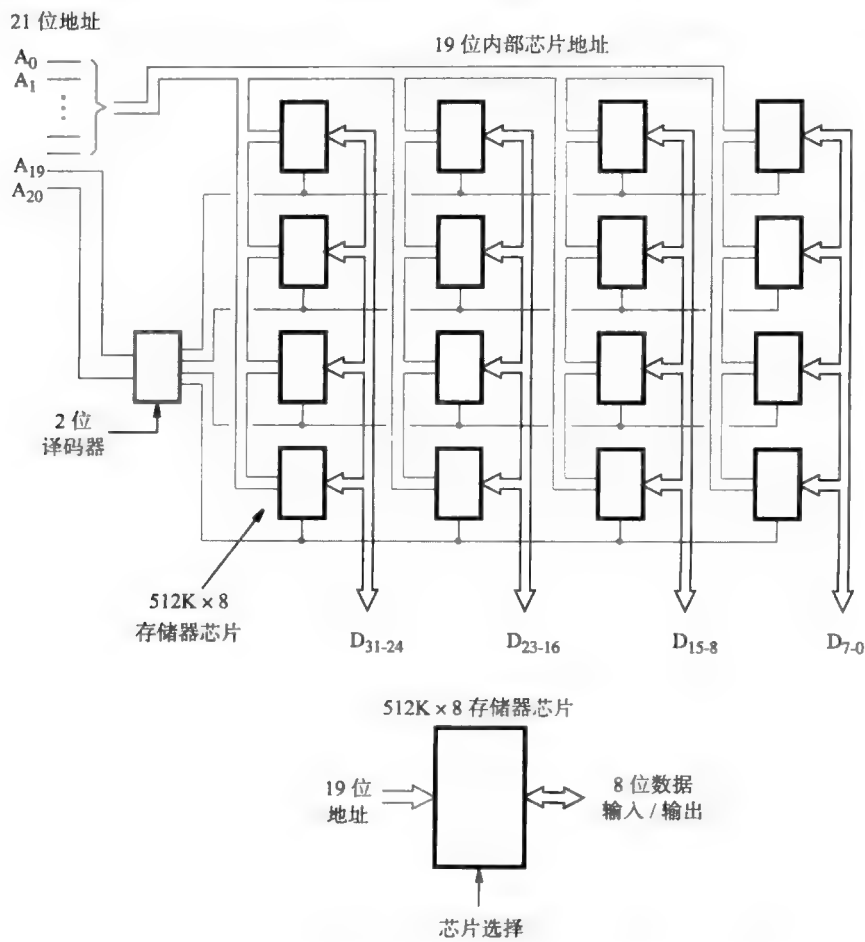 21 位地址
19 位内部芯片地址
A0
A1
A19
A20
2 位
译码器
512K × 8
存储器芯片
D31-24
D23-16
D15-8
D7-0
512K × 8 存储器芯片
19 位
地址
8 位数据
输入 / 输出
芯片选择